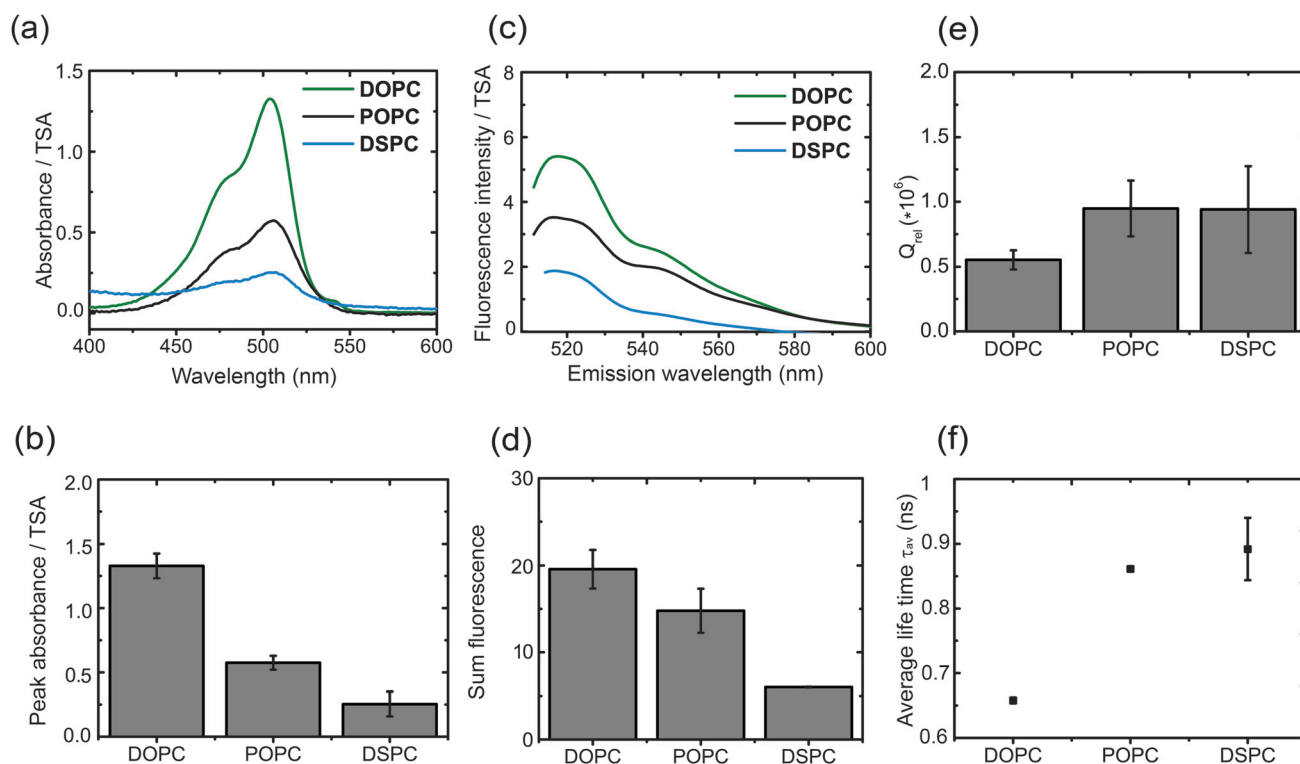 (a)
Absorbance / TSA
1.5
1.0
0.5
0.0
DOPC
POPC
DSPC
400 450 500 550 600
Wavelength (nm)
(c)
Fluorescence intensity / TSA
8
6
4
2
0
DOPC
POPC
DSPC
520 540 560 580 600
Emission wavelength (nm)
(e)
Q_rel (*10^6)
2.0
1.5
1.0
0.5
0.0
DOPC POPC DSPC
(b)
Peak absorbance / TSA
2.0
1.5
1.0
0.5
0.0
DOPC POPC DSPC
(d)
Sum fluorescence
30
20
10
0
DOPC POPC DSPC
(f)
Average life time τ_av (ns)
1
0.9
0.8
0.7
0.6
DOPC POPC DSPC